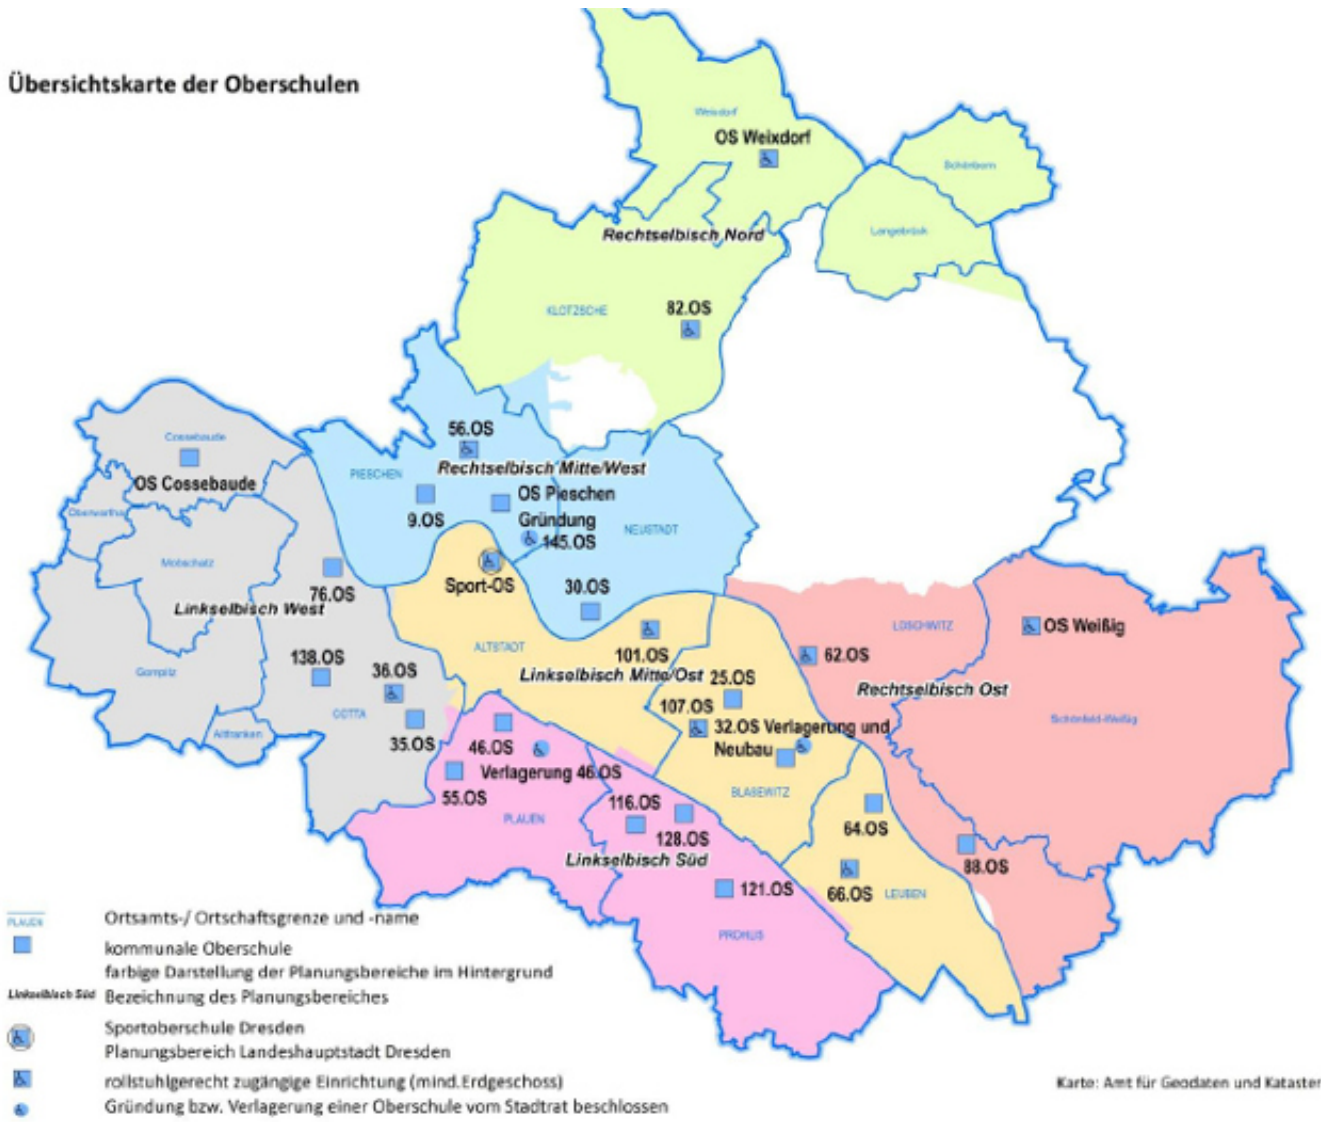 Übersichtskarte der Oberschulen
Weixdorf
OS Weixdorf
Schönborn
Langebrück
Rechtselbisch Nord
KLOTZSCHE
82.OS
Cossebaude
OS Cossebaude
56.OS
PIESCHEN
Rechtselbisch Mitte/West
OS Pieschen
Gründung
9.OS
145.OS
NEUSTADT
Oberwartha
Mobschatz
76.OS
Sport-OS
30.OS
Linkselbisch West
ALTSTADT
101.OS
LOSCHWITZ
OS Weißig
62.OS
138.OS
36.OS
Gompitz
Linkselbisch Mitte/Ost
25.OS
Rechtselbisch Ost
107.OS
COTTA
Altfranken
35.OS
32.OS Verlagerung und
Neubau
Schönfeld-Weißig
46.OS
Verlagerung 46.OS
55.OS
BLASEWITZ
PLAUEN
116.OS
128.OS
64.OS
Linkselbisch Süd
88.OS
121.OS
66.OS
LEUBEN
PROHLIS
PLAUEN
Ortsamts-/ Ortschaftsgrenze und -name
kommunale Oberschule
farbige Darstellung der Planungsbereiche im Hintergrund
Linkselbisch Süd Bezeichnung des Planungsbereiches
Sportoberschule Dresden
Planungsbereich Landeshauptstadt Dresden
rollstuhlgerecht zugängige Einrichtung (mind.Erdgeschoss)
Gründung bzw. Verlagerung einer Oberschule vom Stadtrat beschlossen
Karte: Amt für Geodaten und Kataster